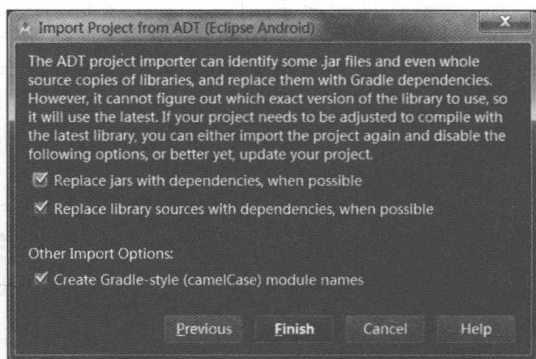 Import Project from ADT (Eclipse Android)
The ADT project importer can identify some .jar files and even whole
source copies of libraries, and replace them with Gradle dependencies.
However, it cannot figure out which exact version of the library to use, so
it will use the latest. If your project needs to be adjusted to compile with
the latest library, you can either import the project again and disable the
following options, or better yet, update your project.
Replace jars with dependencies, when possible
Replace library sources with dependencies, when possible
Other Import Options:
Create Gradle-style (camelCase) module names
Previous Finish Cancel Help